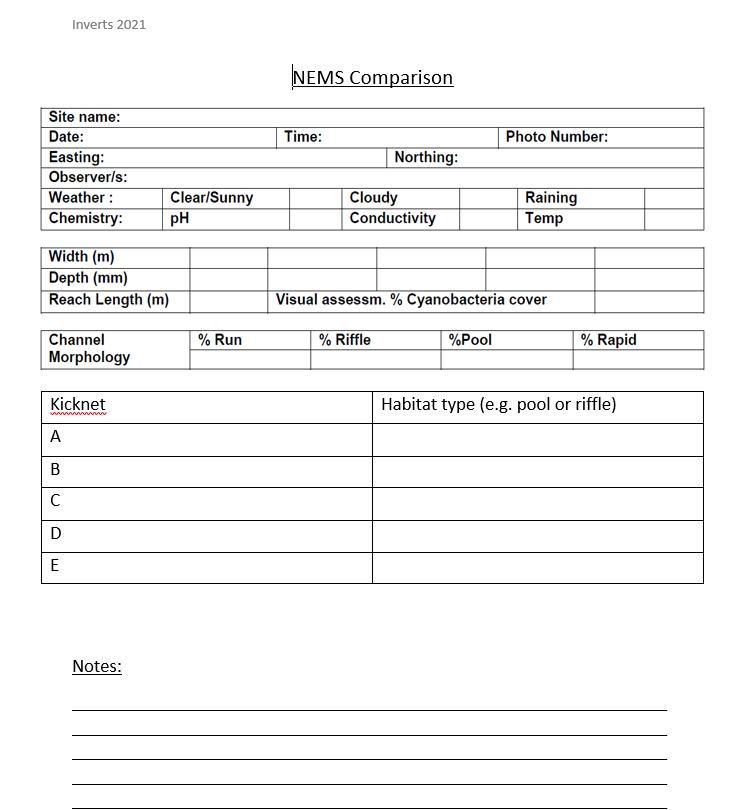 Inverts 2021
NEMS Comparison
Site name:
Date: Time: Photo Number:
Easting: Northing:
Observer/s:
Weather : Clear/Sunny Cloudy Raining
Chemistry: pH Conductivity Temp
Width (m)
Depth (mm)
Reach Length (m) Visual assessm. % Cyanobacteria cover
Channel % Run % Riffle %Pool % Rapid
Morphology
Kicknet Habitat type (e.g. pool or riffle)
A
B
C
D
E
Notes: